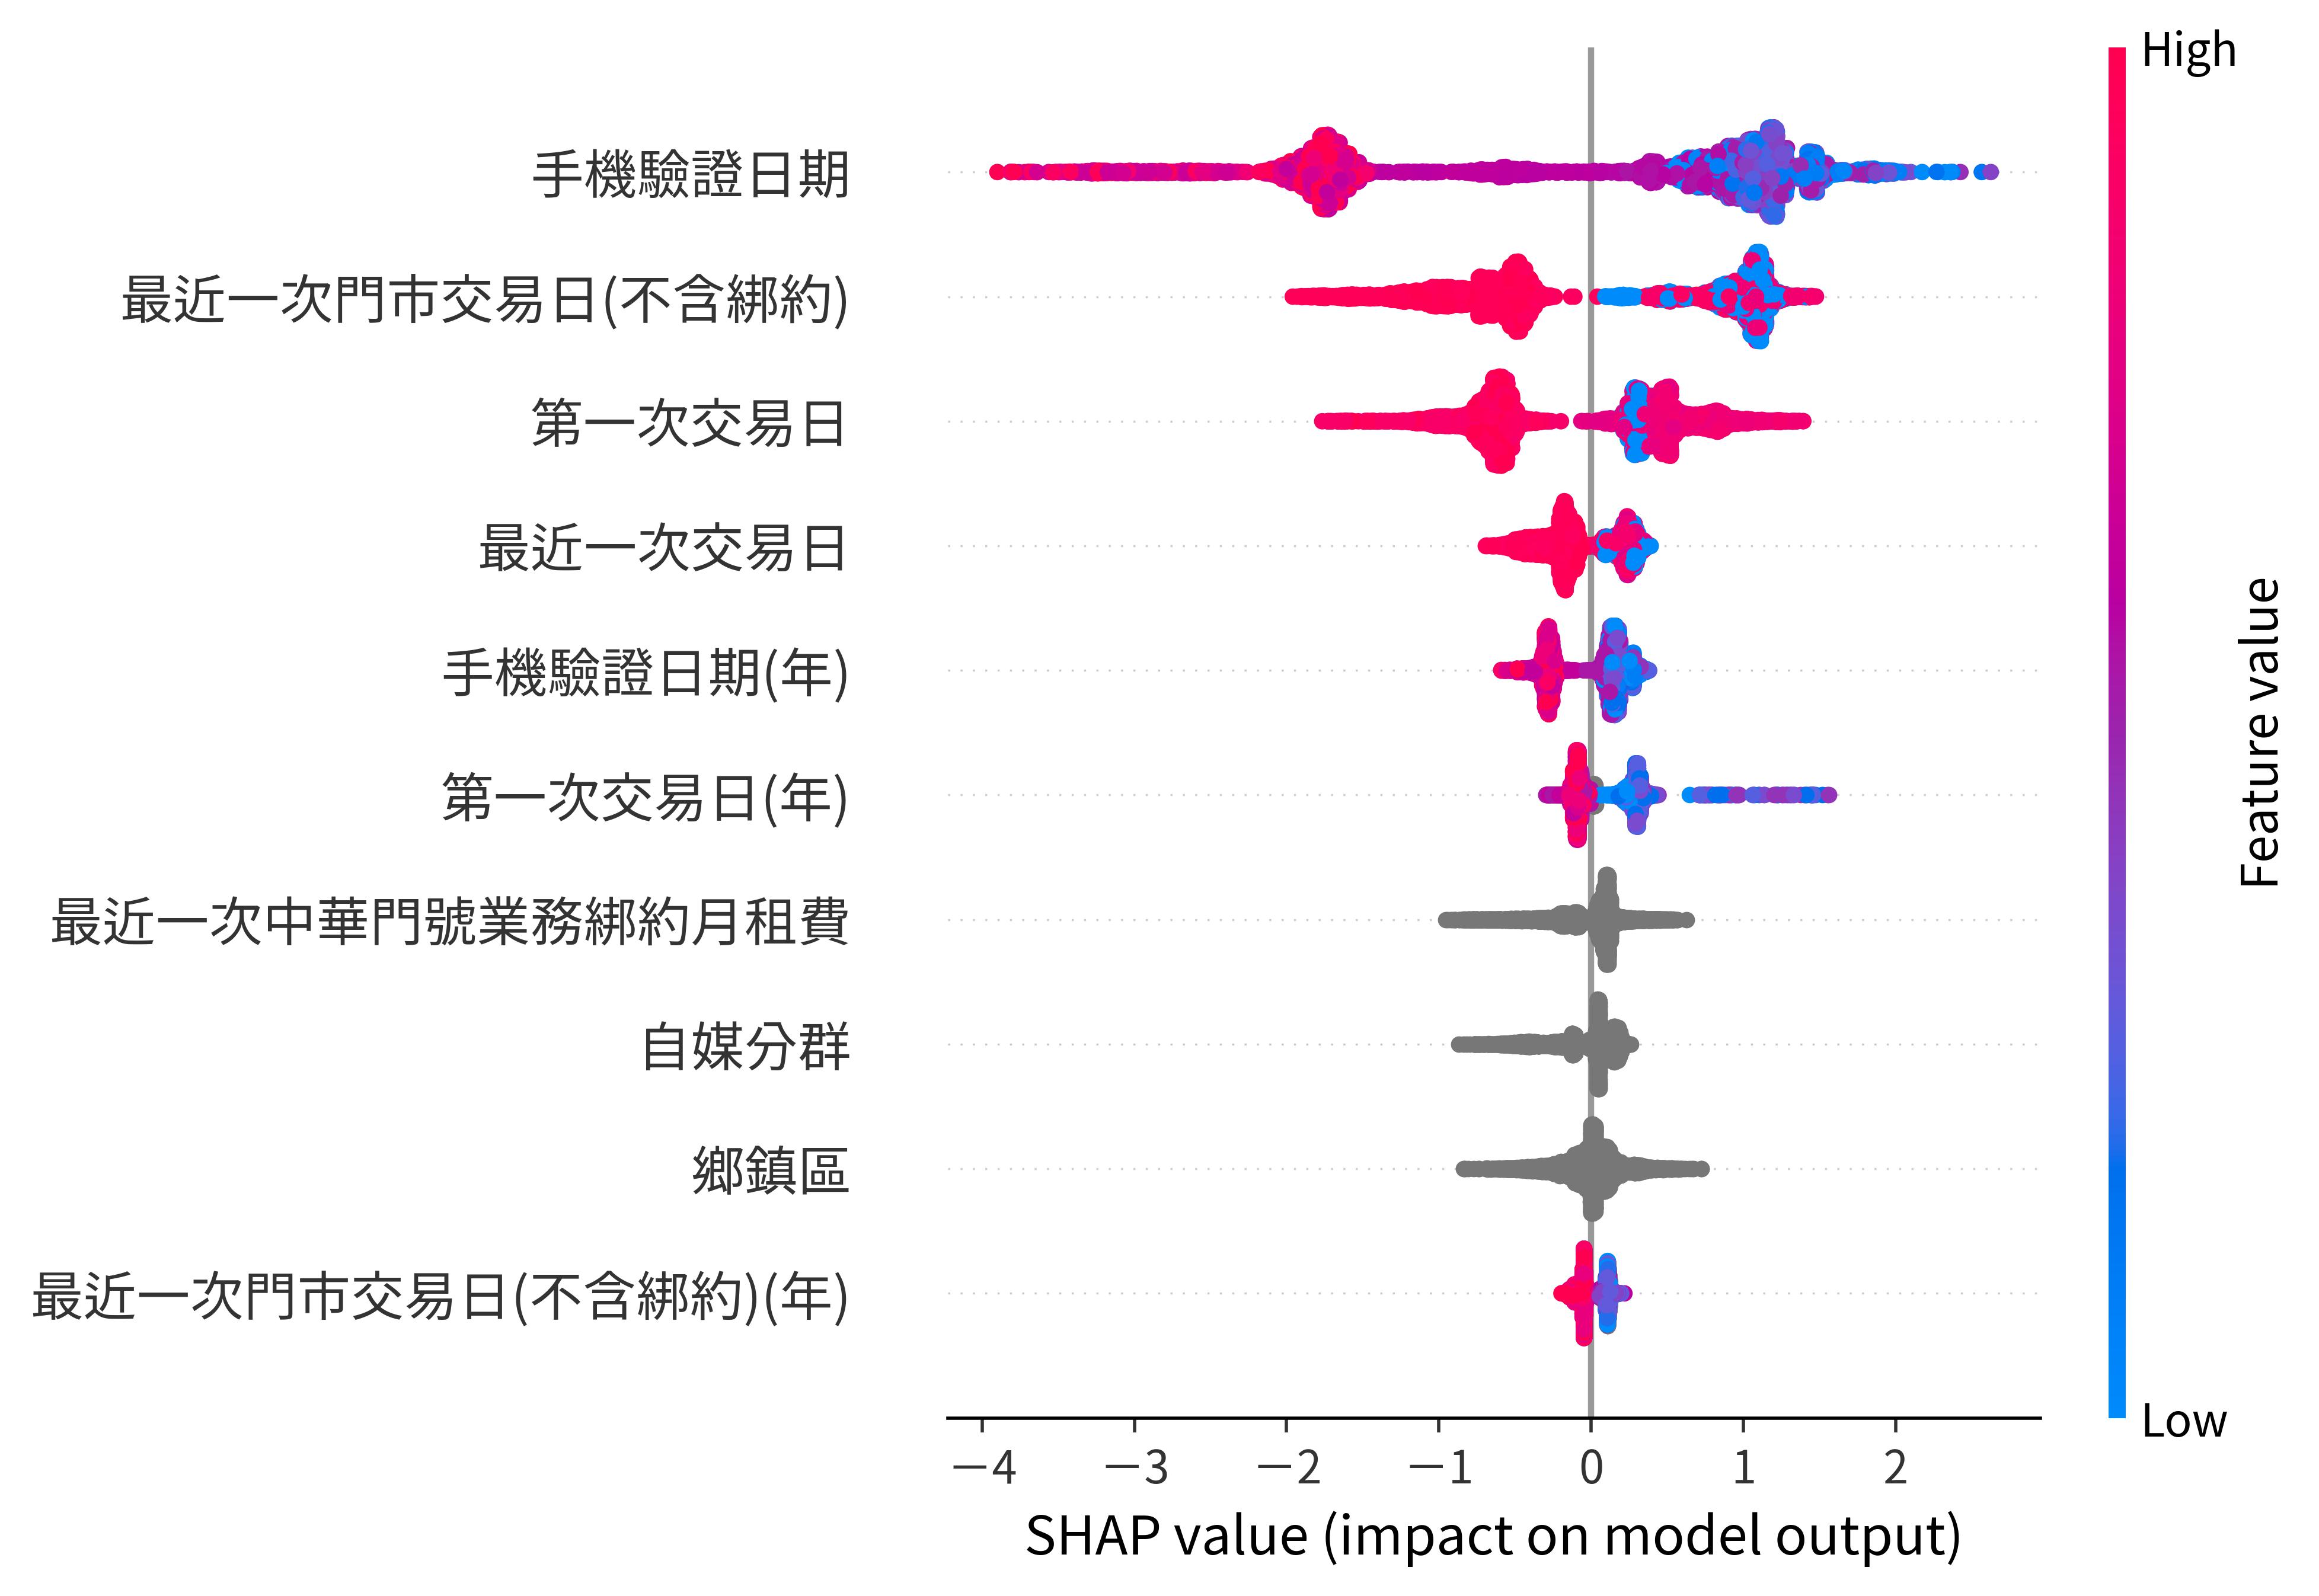 High
手機驗證日期
最近一次門市交易日(不含綁約)
第一次交易日
最近一次交易日
手機驗證日期(年)
第一次交易日(年)
最近一次中華門號業務綁約月租費
自媒分群
鄉鎮區
最近一次門市交易日(不含綁約)(年)
Feature value
Low
−4 −3 −2 −1 0 1 2
SHAP value (impact on model output)